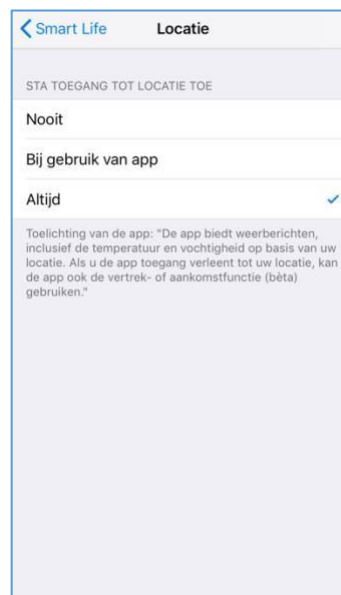 Smart Life Locatie
STA TOEGANG TOT LOCATIE TOE
Nooit
Bij gebruik van app
Altijd
Toelichting van de app: "De app biedt weerberichten,
inclusief de temperatuur en vochtigheid op basis van uw
locatie. Als u de app toegang verleent tot uw locatie, kan
de app ook de vertrek- of aankomstfunctie (bèta)
gebruiken."